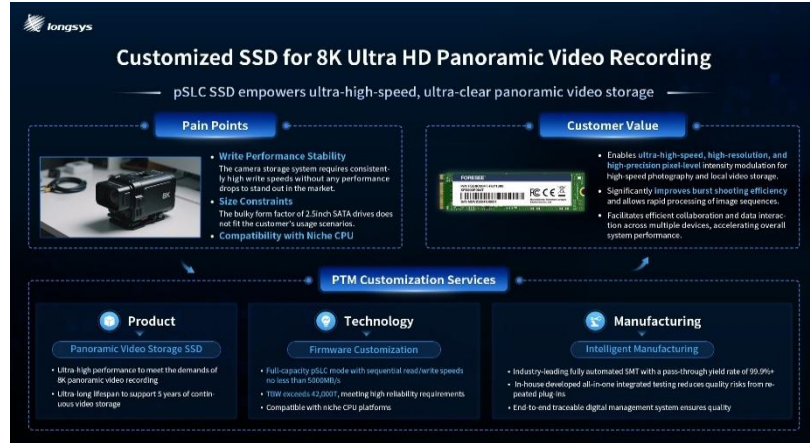 longsys
Customized SSD for 8K Ultra HD Panoramic Video Recording
pSLC SSD empowers ultra-high-speed, ultra-clear panoramic video storage
Pain Points
8K
• Write Performance Stability
The camera storage system requires consistent-
ly high write speeds without any performance
drops to stand out in the market.
• Size Constraints
The bulky form factor of 2.5inch SATA drives does
not fit the customer's usage scenarios.
• Compatibility with Niche CPU
Customer Value
FORESEE
FC CE
• Enables ultra-high-speed, high-resolution, and
high-precision pixel-level intensity modulation for
high-speed photography and local video storage.
• Significantly improves burst shooting efficiency
and allows rapid processing of image sequences.
• Facilitates efficient collaboration and data interac-
tion across multiple devices, accelerating overall
system performance.
PTM Customization Services
Product
Panoramic Video Storage SSD
• Ultra-high performance to meet the demands of
8K panoramic video recording
• Ultra-long lifespan to support 5 years of contin-
uous video storage
Technology
Firmware Customization
• Full-capacity pSLC mode with sequential read/write speeds
no less than 5000MB/s
• TBW exceeds 42,000T, meeting high reliability requirements
• Compatible with niche CPU platforms
Manufacturing
Intelligent Manufacturing
• Industry-leading fully automated SMT with a pass-through yield rate of 99.9%+
• In-house developed all-in-one integrated testing reduces quality risks from re-
peated plug-ins
• End-to-end traceable digital management system ensures quality